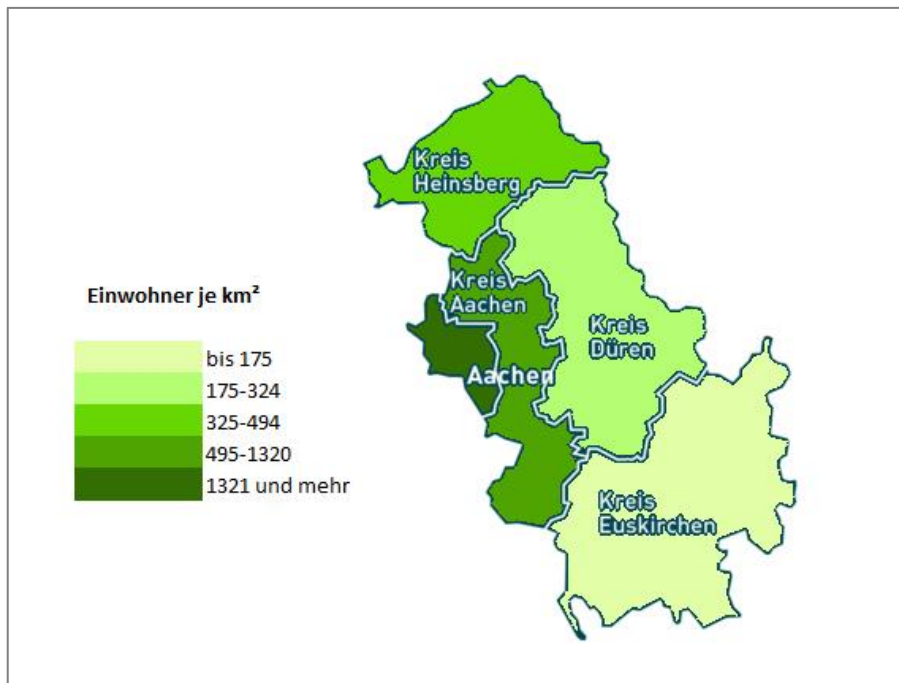 Kreis
Heinsberg
Kreis
Aachen
Einwohner je km²
Kreis
Düren
bis 175
Aachen
175-324
325-494
495-1320
1321 und mehr
Kreis
Euskirchen